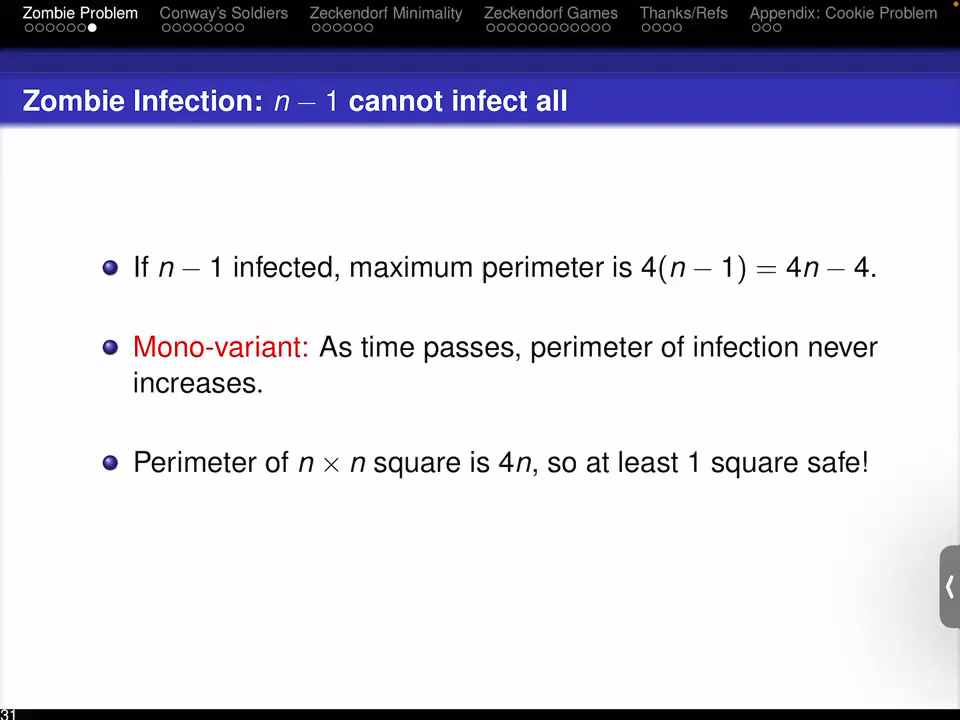 Zombie Problem Conway's Soldiers Zeckendorf Minimality Zeckendorf Games Thanks/Refs Appendix: Cookie Problem
Zombie Infection: n − 1 cannot infect all
If n − 1 infected, maximum perimeter is 4(n − 1) = 4n − 4.
Mono-variant: As time passes, perimeter of infection never
increases.
Perimeter of n × n square is 4n, so at least 1 square safe!
31